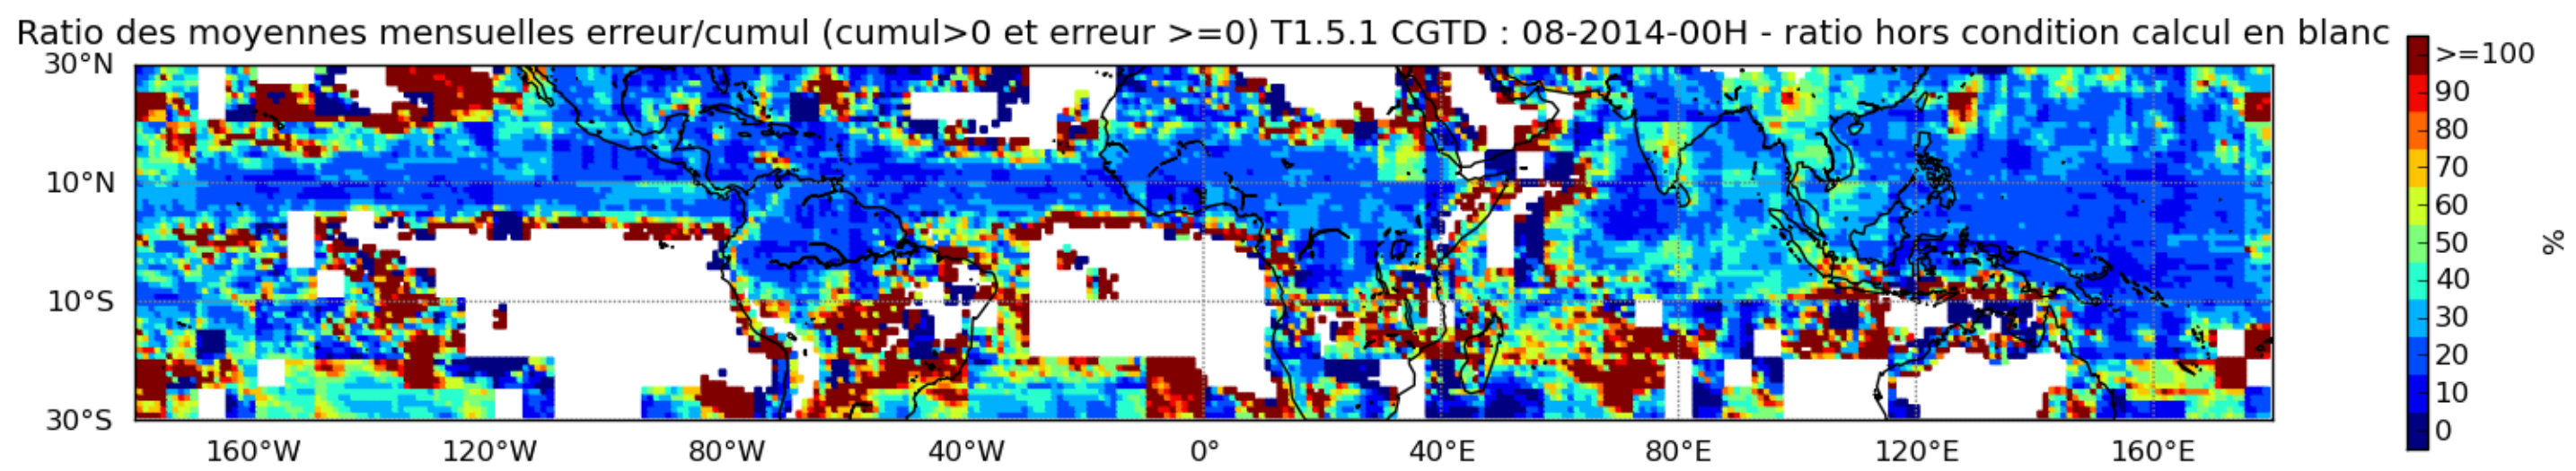 Ratio des moyennes mensuelles erreur/cumul (cumul>0 et erreur >=0) T1.5.1 CGTD : 08-2014-00H - ratio hors condition calcul en blanc
30°N
10°N
10°S
30°S
160°W 120°W 80°W 40°W 0° 40°E 80°E 120°E 160°E
>=100
90
80
70
60
50
40
30
20
10
0
%